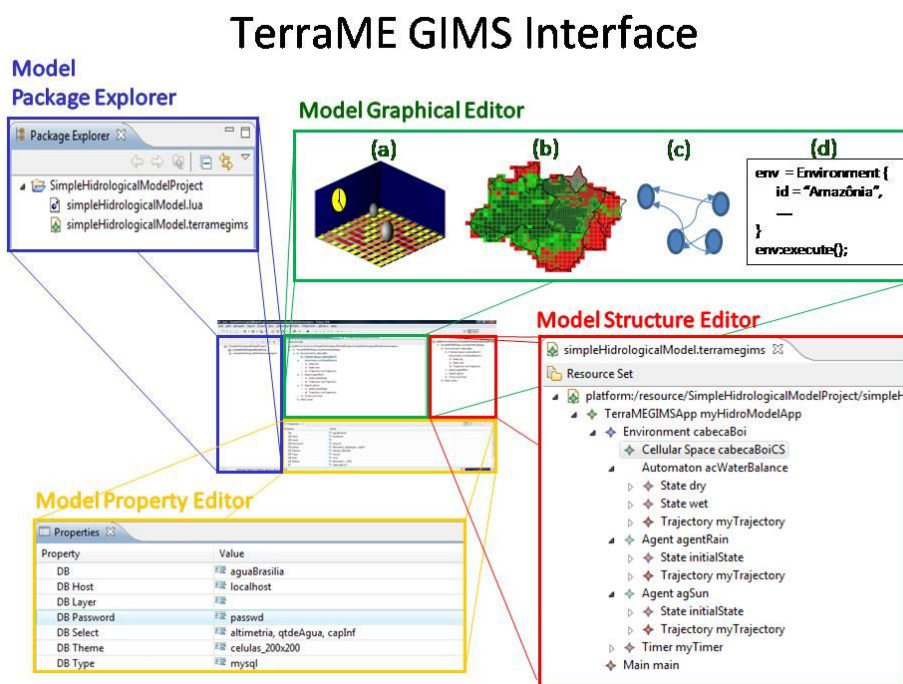 TerraME GIMS Interface
Model
Package Explorer
Package Explorer
SimpleHidrologicalModelProject
simpleHidrologicalModel.lua
simpleHidrologicalModel.terramegims
Model Graphical Editor
(a) (b) (c) (d)
env = Environment {
id = “Amazônia”,
}
env:execute();
Model Structure Editor
simpleHidrologicalModel.terramegims
Resource Set
platform:/resource/SimpleHidrologicalModelProject/simpleH
TerraMEGIMSApp myHidroModelApp
Environment cabecaBoi
Cellular Space cabecaBoiCS
Automaton acWaterBalance
State dry
State wet
Trajectory myTrajectory
Agent agentRain
State initialState
Trajectory myTrajectory
Agent agSun
State initialState
Trajectory myTrajectory
Timer myTimer
Main main
Model Property Editor
Properties
Property Value
DB aguaBrasilia
DB Host localhost
DB Layer
DB Password passwd
DB Select altimetria, qtdeAgua, capInf
DB Theme celulas_200x200
DB Type mysql